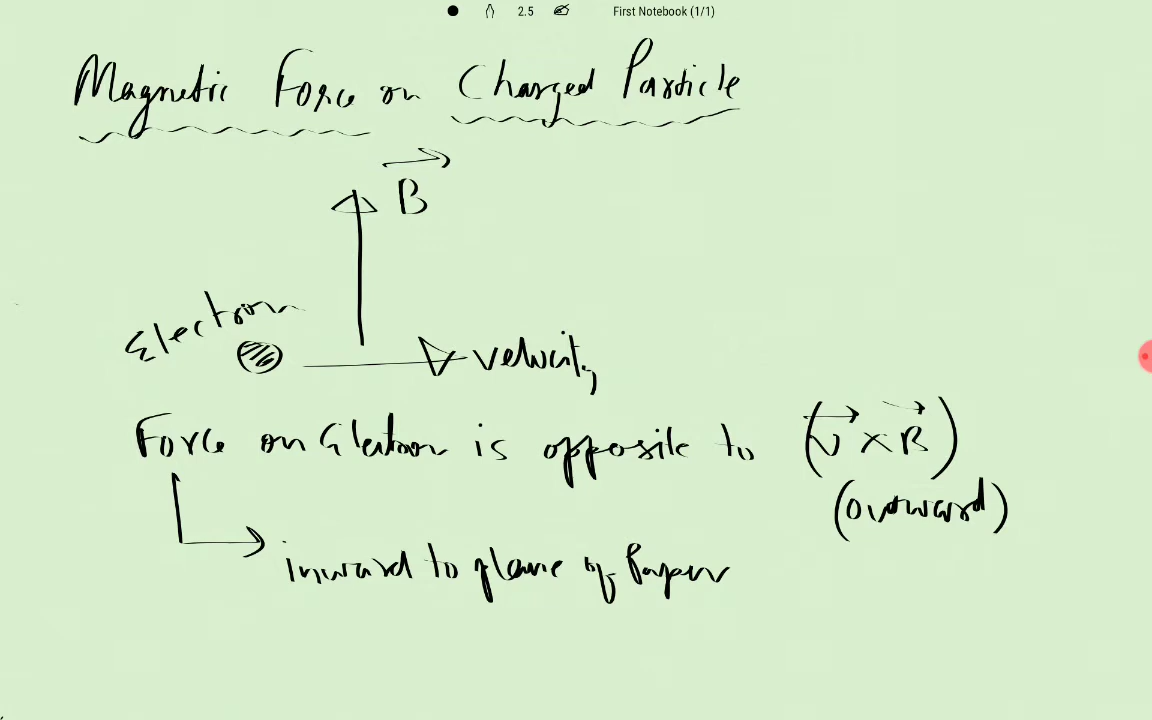 2.5 First Notebook (1/1)
Magnetic Force on Charged Particle
B
Electron
velocity
Force on Electron is opposite to (v × B)
(outward)
inward to plane of Paper